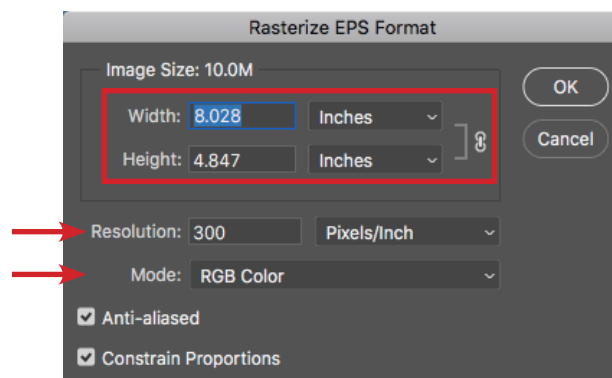 Rasterize EPS Format
Image Size: 10.0M
OK
Width: 8.028 Inches
Cancel
Height: 4.847 Inches
Resolution: 300 Pixels/Inch
Mode: RGB Color
Anti-aliased
Constrain Proportions